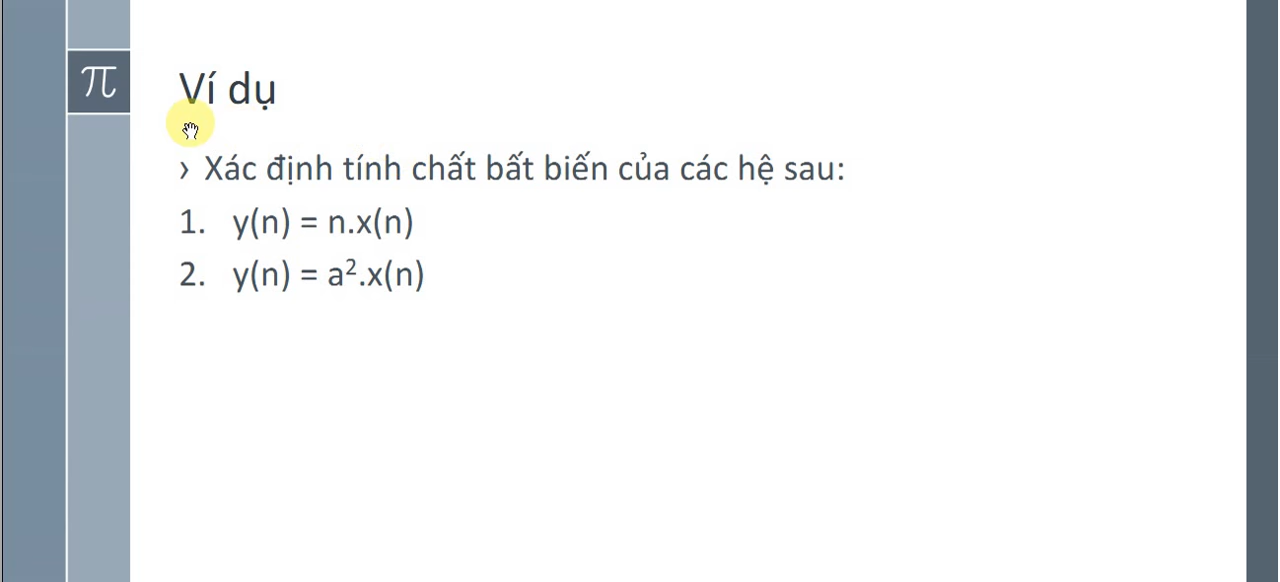 π
Ví dụ
› Xác định tính chất bất biến của các hệ sau:
1. y(n) = n.x(n)
2. y(n) = a².x(n)